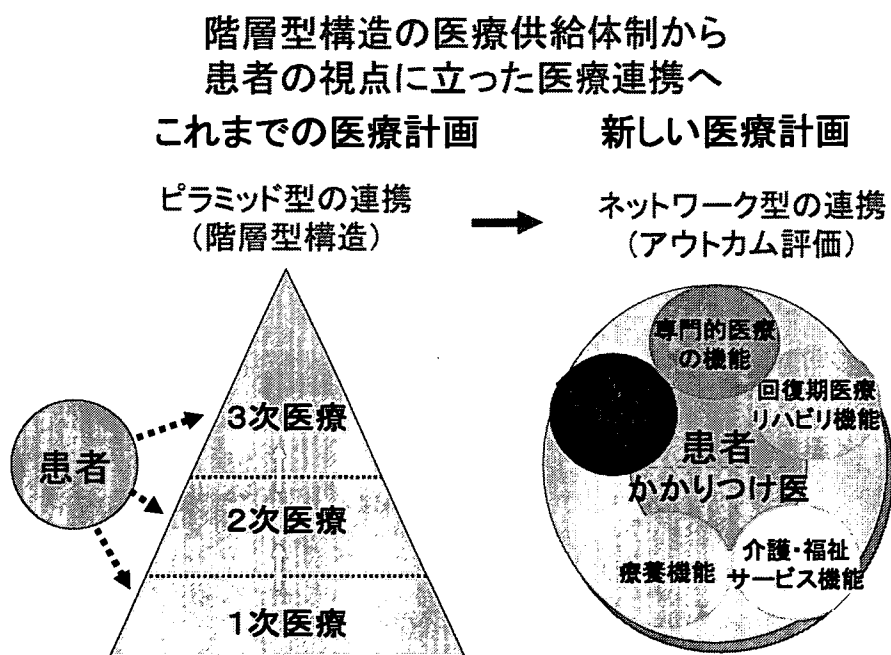 階層型構造の医療供給体制から
患者の視点に立った医療連携へ
これまでの医療計画
新しい医療計画
ピラミッド型の連携
(階層型構造)
ネットワーク型の連携
(アウトカム評価)
患者
3次医療
2次医療
1次医療
専門的医療
の機能
回復期医療
リハビリ機能
患者
かかりつけ医
療養機能
介護・福祉
サービス機能